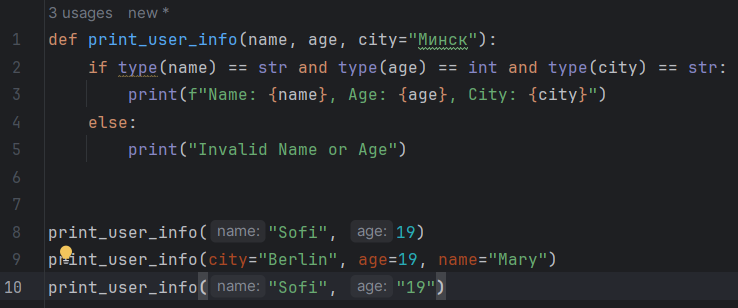 3 usages new *
1 def print_user_info(name, age, city="Минск"):
2 if type(name) == str and type(age) == int and type(city) == str:
3 print(f"Name: {name}, Age: {age}, City: {city}")
4 else:
5 print("Invalid Name or Age")
6
7
8 print_user_info( name: "Sofi", age: 19)
9 print_user_info(city="Berlin", age=19, name="Mary")
10 print_user_info( name: "Sofi", age: "19")